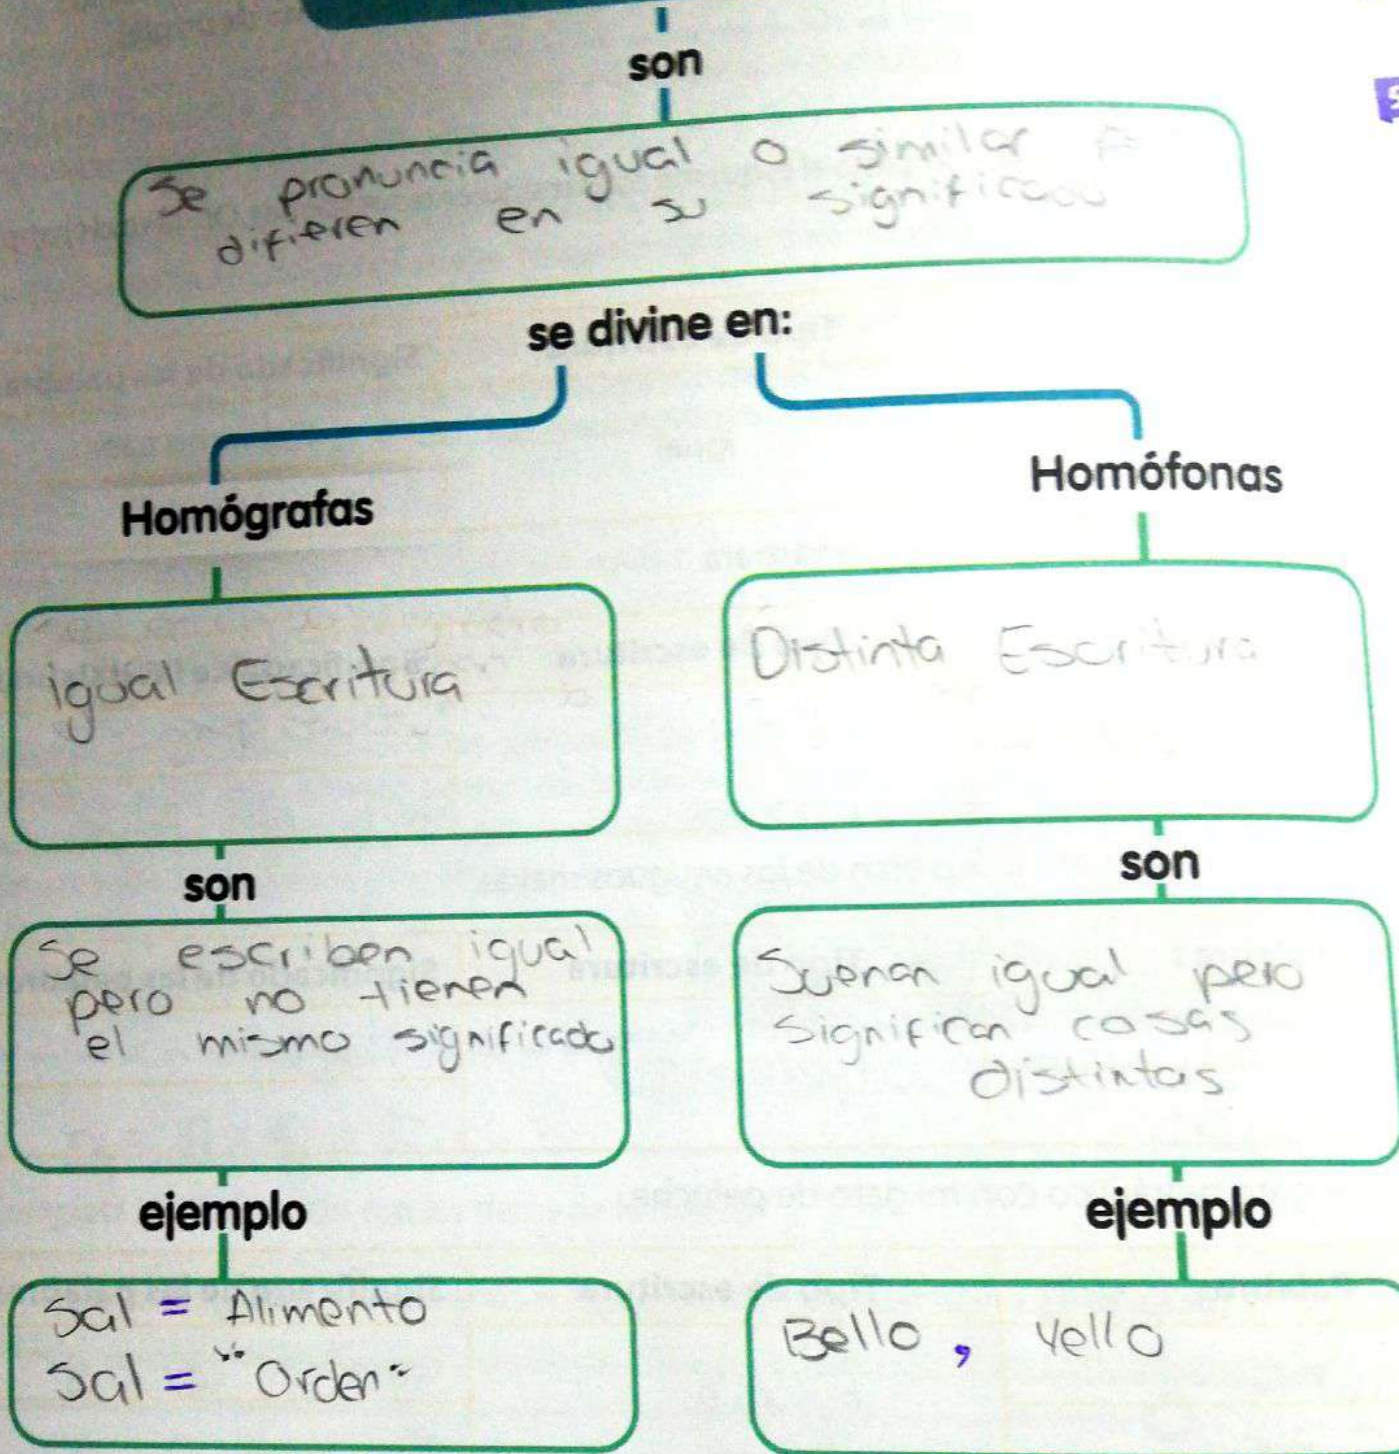 son
Se pronuncia igual o similar
difieren en su significado
se divine en:
Homógrafas
Homófonas
igual Escritura
Distinta Escritura
son
son
Se escriben igual
pero no tienen
el mismo significado
Suenan igual pero
significan cosas
distintas
ejemplo
ejemplo
Sal = Alimento
Sal = "Orden"
Bello, vello